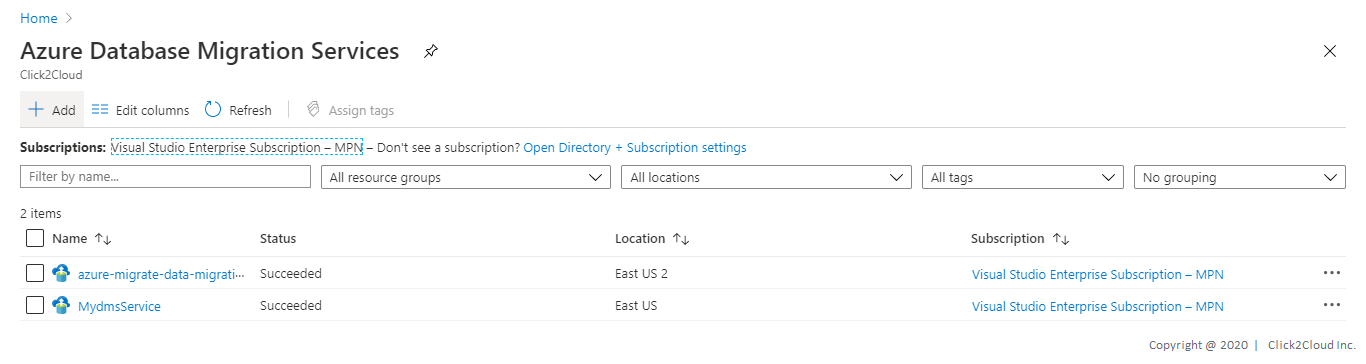 Home
Azure Database Migration Services
Click2Cloud
Add Edit columns Refresh Assign tags
Subscriptions: Visual Studio Enterprise Subscription – MPN – Don't see a subscription? Open Directory + Subscription settings
Filter by name... All resource groups All locations All tags No grouping
2 items
Name Status Location Subscription
azure-migrate-data-migrati... Succeeded East US 2 Visual Studio Enterprise Subscription – MPN
MydmsService Succeeded East US Visual Studio Enterprise Subscription – MPN
Copyright @ 2020 | Click2Cloud Inc.